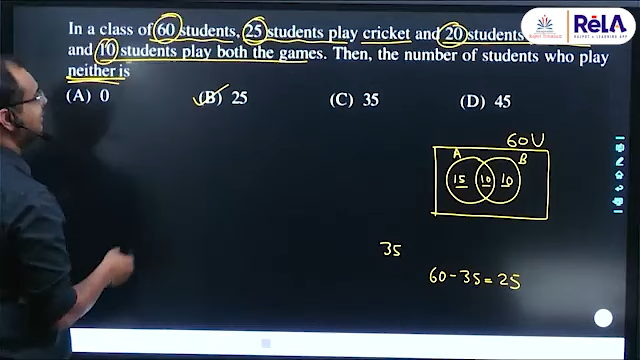 In a class of 60 students, 25 students play cricket and 20 students
and 10 students play both the games. Then, the number of students who play
neither is
(A) 0 (B) 25 (C) 35 (D) 45
60 U
A B
15 10 10
35
60 - 35 = 25
RELA